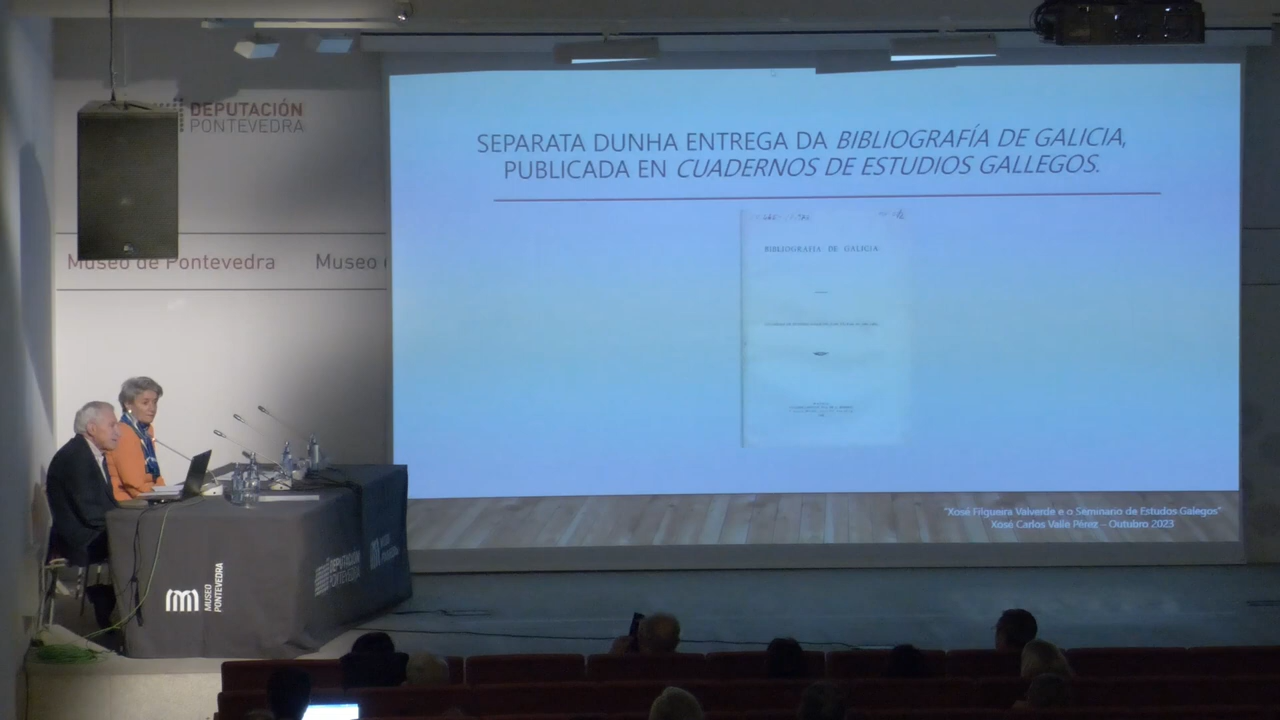 DEPUTACIÓN
PONTEVEDRA
Museo de Pontevedra
Museo
SEPARATA DUNHA ENTREGA DA BIBLIOGRAFÍA DE GALICIA,
PUBLICADA EN CUADERNOS DE ESTUDIOS GALLEGOS.
BIBLIOGRAFIA DE GALICIA
"Xosé Filgueira Valverde e o Seminario de Estudos Galegos"
Xosé Carlos Valle Pérez – Outubro 2023
MUSEO
PONTEVEDRA
DEPUTACIÓN
PONTEVEDRA